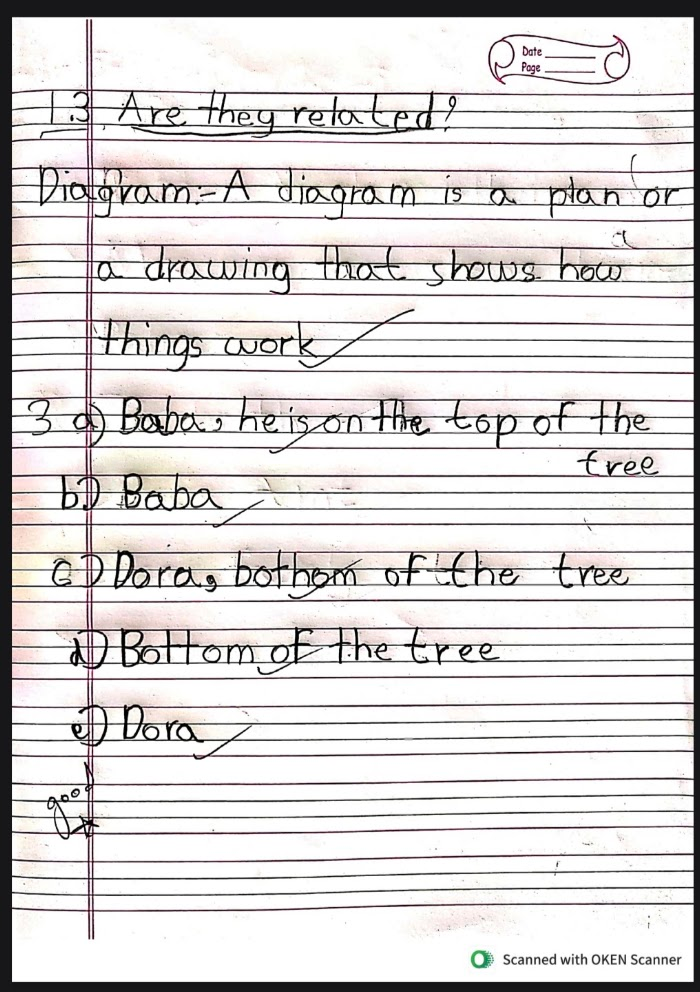 Date
Page
1.3 Are they related?
Diagram:- A diagram is a plan or
a drawing that shows how
things work
3 a) Baba, he is on the top of the
tree
b) Baba
c) Dora, bothom of the tree
d) Bottom of the tree
e) Dora
good
Scanned with OKEN Scanner